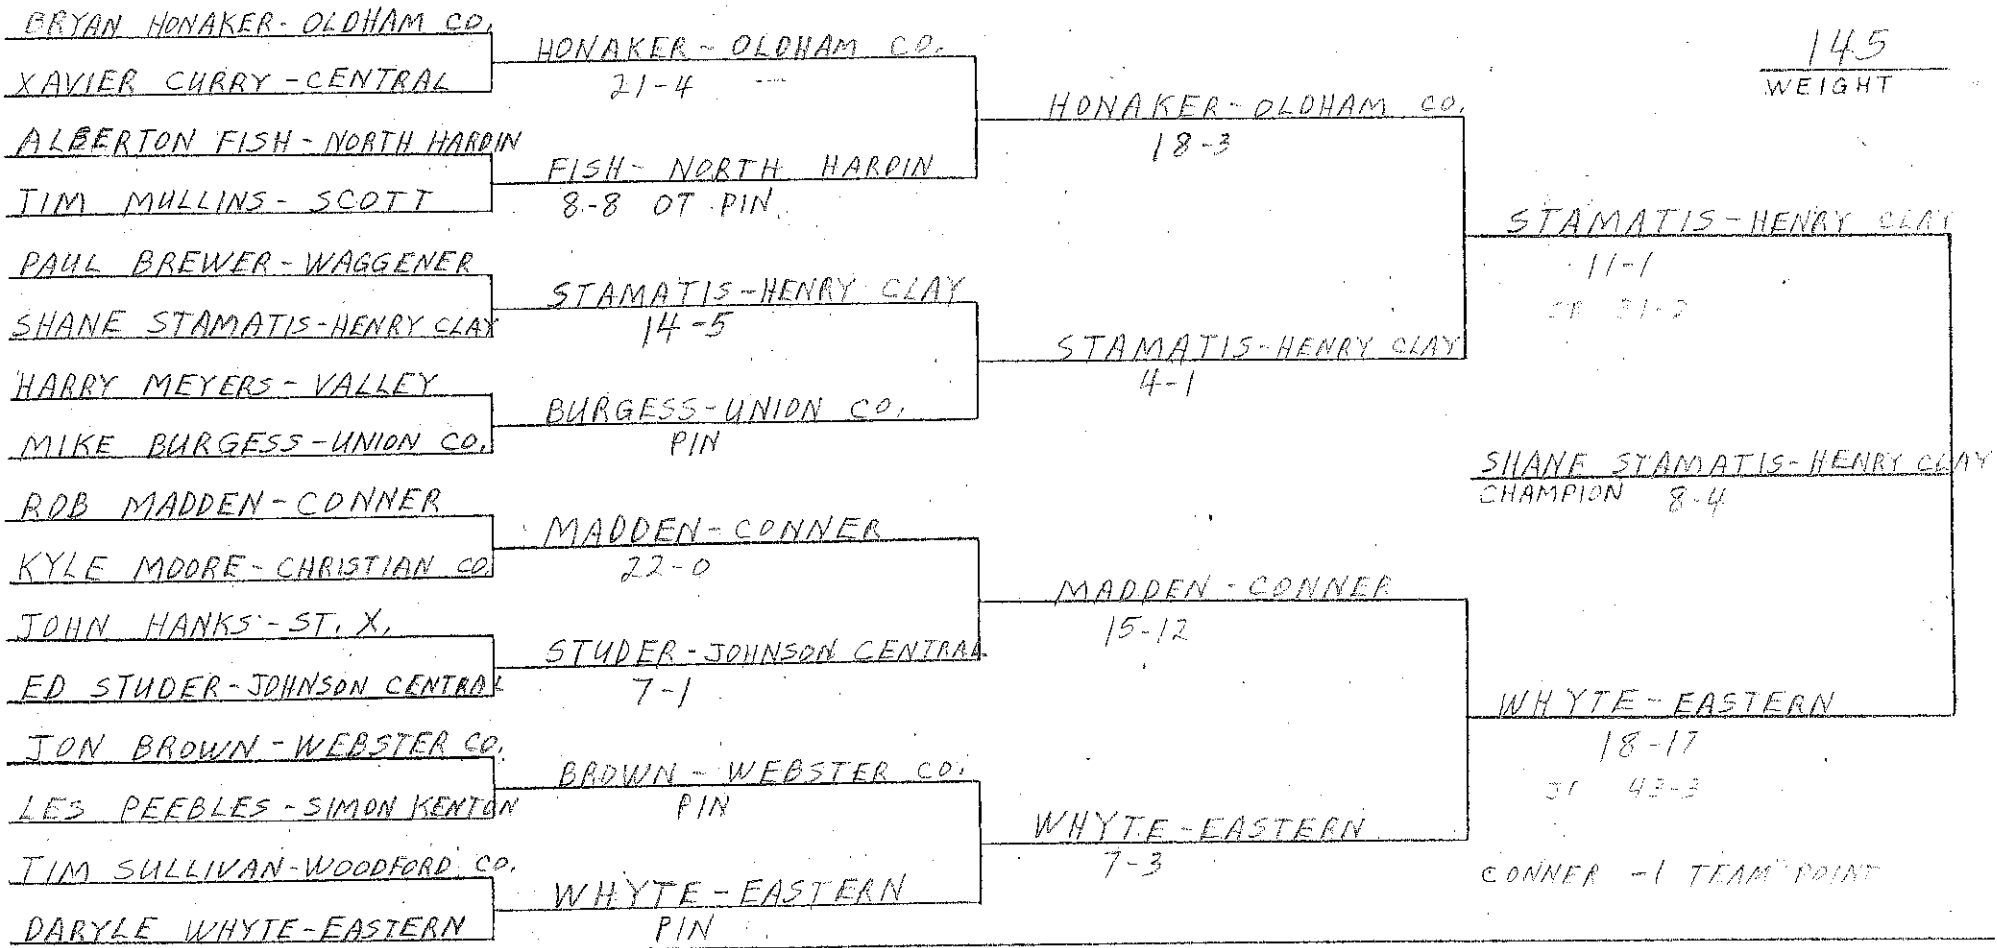 145
WEIGHT
BRYAN HONAKER- OLDHAM CO.
XAVIER CURRY - CENTRAL
ALBERTON FISH - NORTH HARDIN
TIM MULLINS - SCOTT
PAUL BREWER - WAGGENER
SHANE STAMATIS - HENRY CLAY
HARRY MEYERS - VALLEY
MIKE BURGESS - UNION CO.
ROB MADDEN - CONNER
KYLE MOORE - CHRISTIAN CO.
JOHN HANKS - ST. X.
ED STUDER - JOHNSON CENTRAL
JON BROWN - WEBSTER CO.
LES PEEBLES - SIMON KENTON
TIM SULLIVAN - WOODFORD CO.
DARYLE WHYTE - EASTERN
HONAKER - OLDHAM CO.
21-4
FISH - NORTH HARDIN
8-8 OT PIN
STAMATIS - HENRY CLAY
14-5
BURGESS - UNION CO.
PIN
MADDEN - CONNER
22-0
STUDER - JOHNSON CENTRAL
7-1
BROWN - WEBSTER CO.
PIN
WHYTE - EASTERN
PIN
HONAKER - OLDHAM CO.
18-3
STAMATIS - HENRY CLAY
4-1
MADDEN - CONNER
15-12
WHYTE - EASTERN
7-3
STAMATIS - HENRY CLAY
11-1
WHYTE - EASTERN
18-17
43-3
SHANE STAMATIS - HENRY CLAY
CHAMPION 8-4
CONNER -1 TEAM POINT